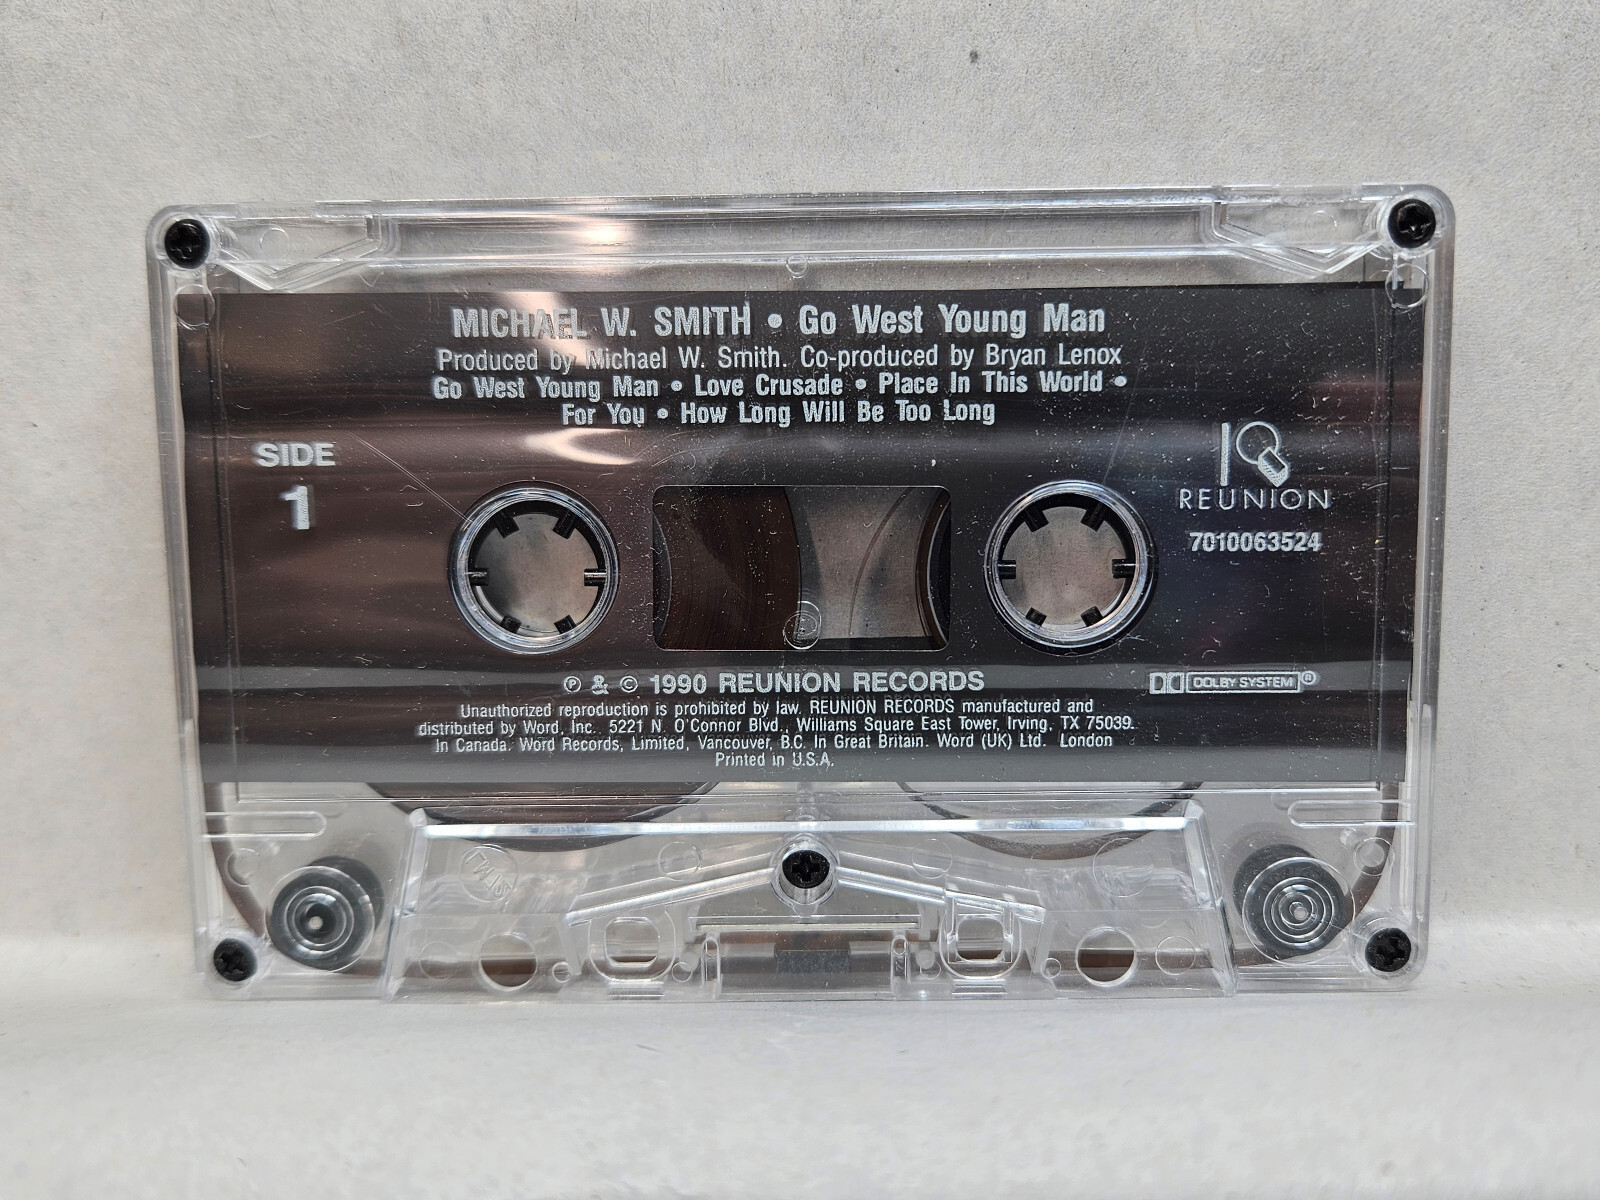 MICHAEL W. SMITH • Go West Young Man
Produced by Michael W. Smith. Co-produced by Bryan Lenox
Go West Young Man • Love Crusade • Place In This World •
For You • How Long Will Be Too Long
SIDE
1
REUNION
7010063524
℗ & © 1990 REUNION RECORDS
DOLBY SYSTEM®
Unauthorized reproduction is prohibited by law. REUNION RECORDS manufactured and
distributed by Word, Inc. 5221 N. O'Connor Blvd., Williams Square East Tower, Irving, TX 75039.
In Canada. Word Records, Limited, Vancouver, B.C. In Great Britain. Word (UK) Ltd. London
Printed in U.S.A.